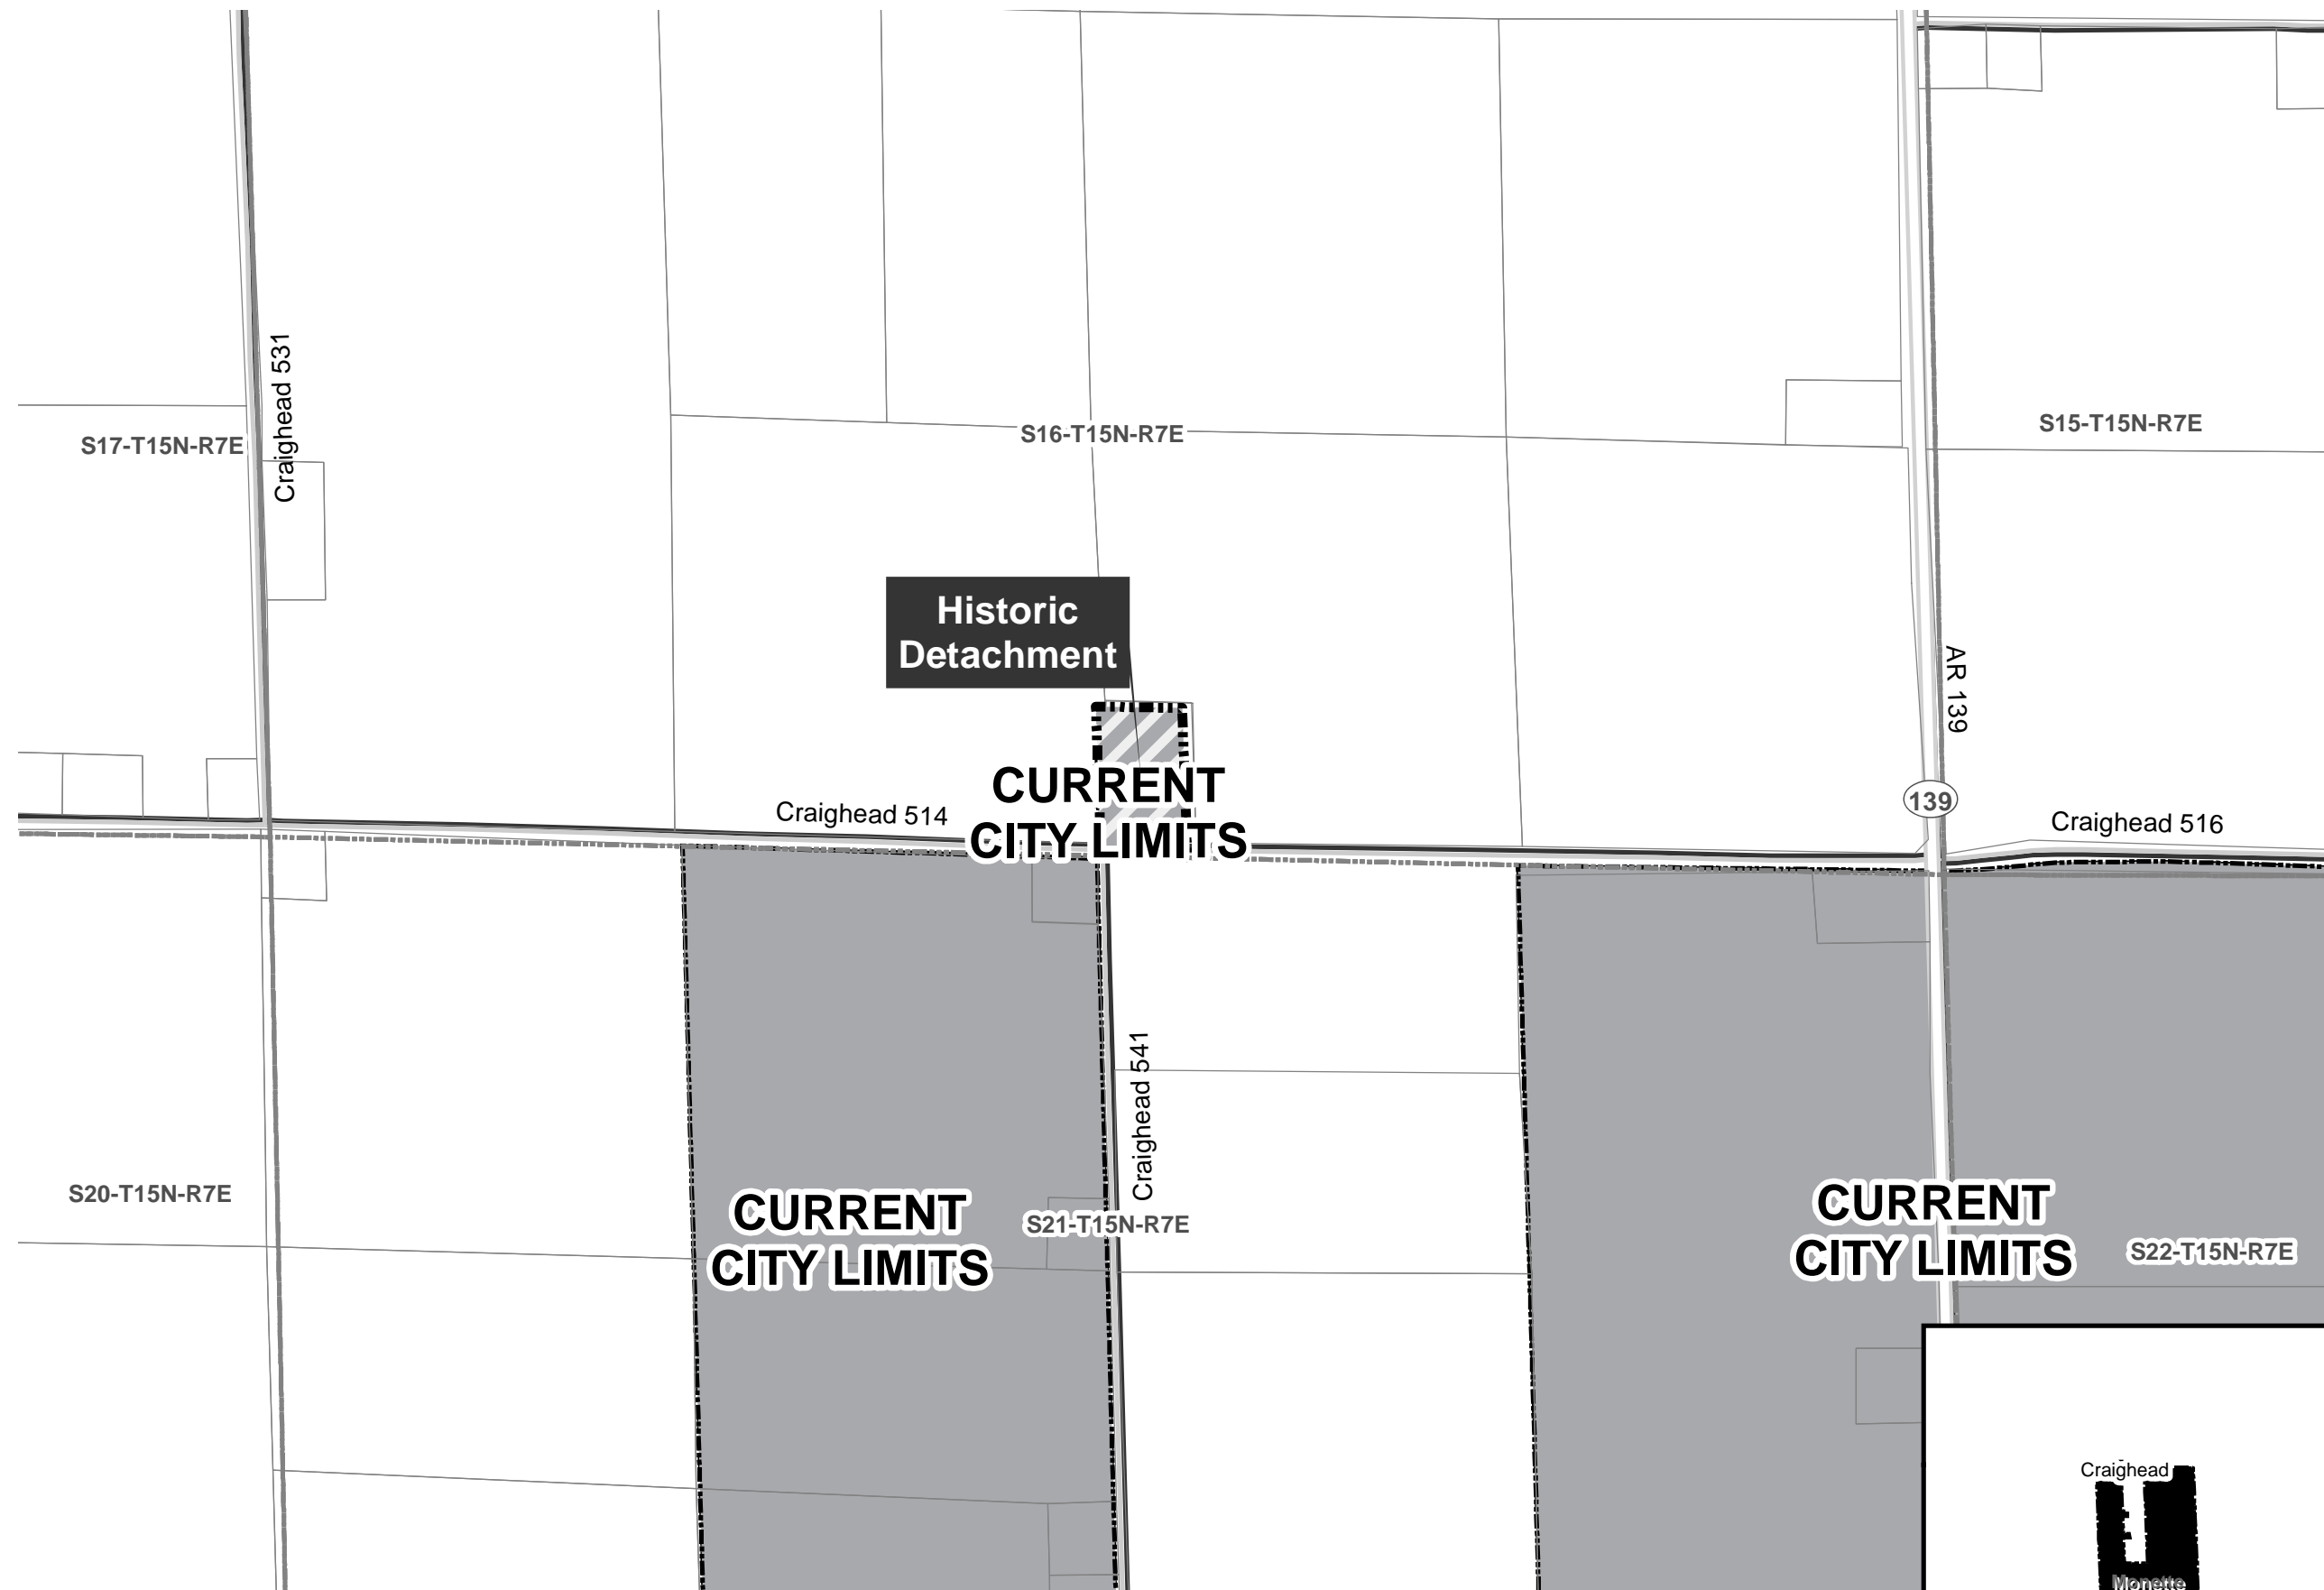 Craighead 531
S17-T15N-R7E
S16-T15N-R7E
S15-T15N-R7E
Historic
Detachment
AR 139
139
CURRENT
CITY LIMITS
Craighead 514
Craighead 516
Craighead 541
S20-T15N-R7E
CURRENT
CITY LIMITS
S21-T15N-R7E
CURRENT
CITY LIMITS
S22-T15N-R7E
Craighead
Monette